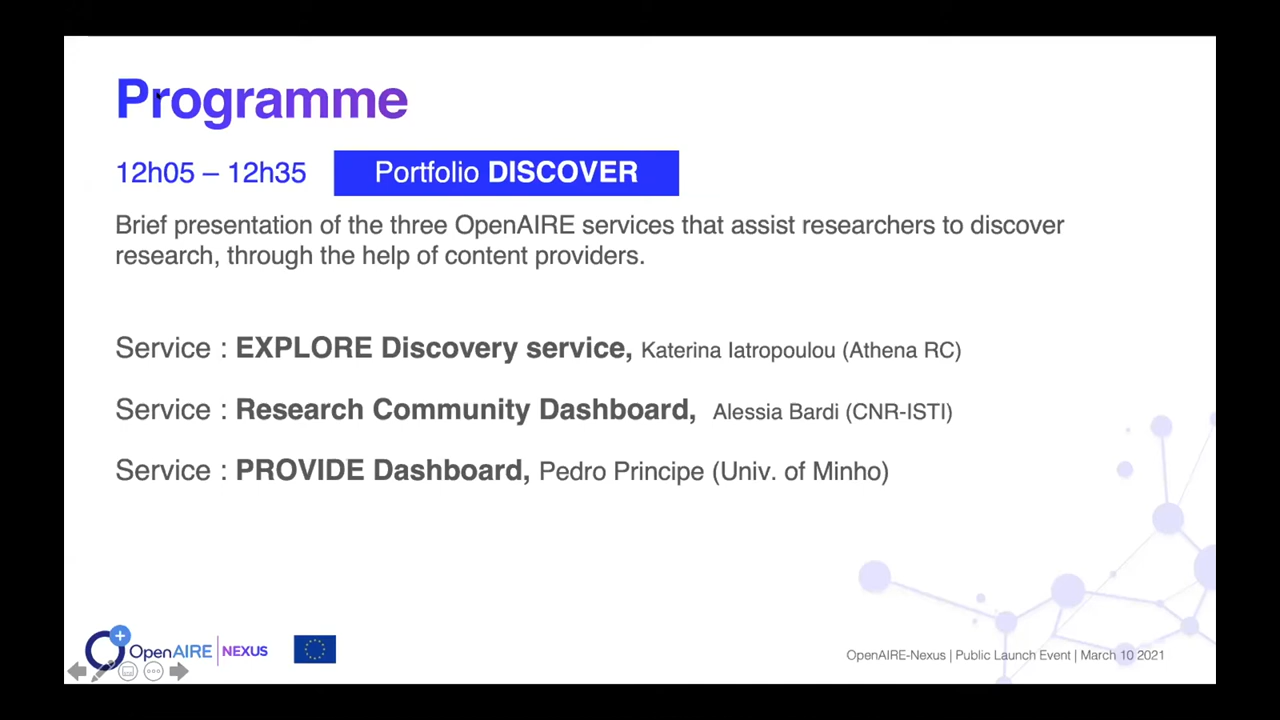 Programme
12h05 – 12h35 Portfolio DISCOVER
Brief presentation of the three OpenAIRE services that assist researchers to discover
research, through the help of content providers.
Service : EXPLORE Discovery service, Katerina Iatropoulou (Athena RC)
Service : Research Community Dashboard, Alessia Bardi (CNR-ISTI)
Service : PROVIDE Dashboard, Pedro Principe (Univ. of Minho)
OpenAIRE | NEXUS
OpenAIRE-Nexus | Public Launch Event | March 10 2021